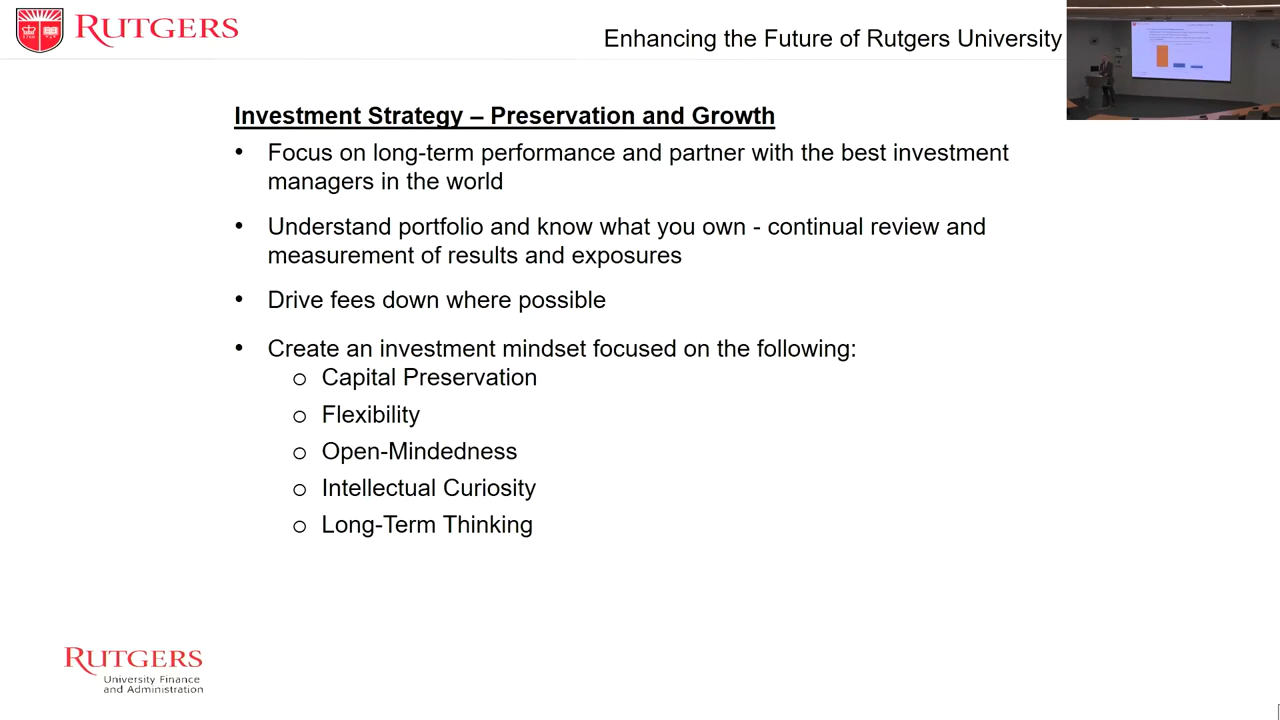 RUTGERS
Enhancing the Future of Rutgers University
Investment Strategy – Preservation and Growth
• Focus on long-term performance and partner with the best investment
managers in the world
• Understand portfolio and know what you own - continual review and
measurement of results and exposures
• Drive fees down where possible
• Create an investment mindset focused on the following:
o Capital Preservation
o Flexibility
o Open-Mindedness
o Intellectual Curiosity
o Long-Term Thinking
RUTGERS
University Finance
and Administration